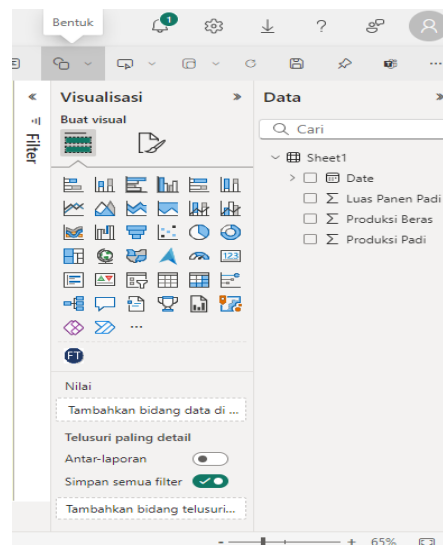 Bentuk
1
R
Filter
Visualisasi
Buat visual
123
FT
Nilai
Tambahkan bidang data di ...
Telusuri paling detail
Antar-laporan
Simpan semua filter
Tambahkan bidang telusuri...
Data
Cari
Sheet1
Date
Σ Luas Panen Padi
Σ Produksi Beras
Σ Produksi Padi
65%